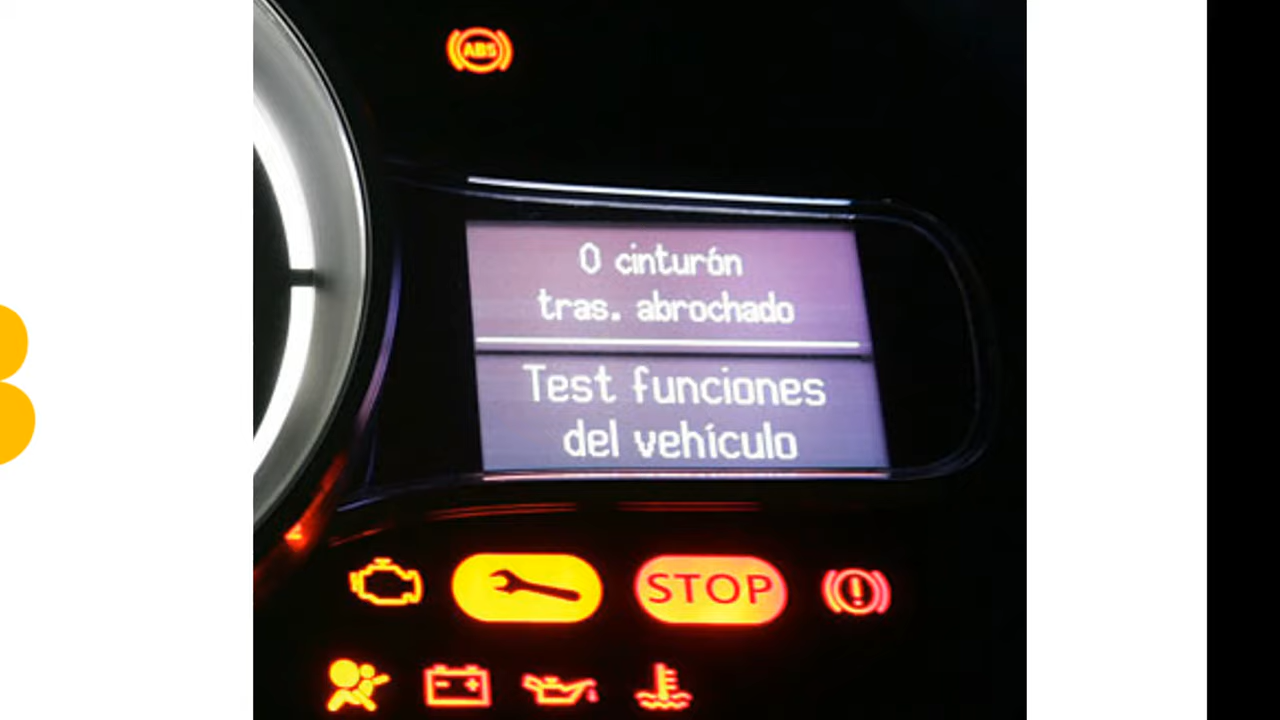 ABS
0 cinturón
tras. abrochado
Test funciones
del vehículo
STOP